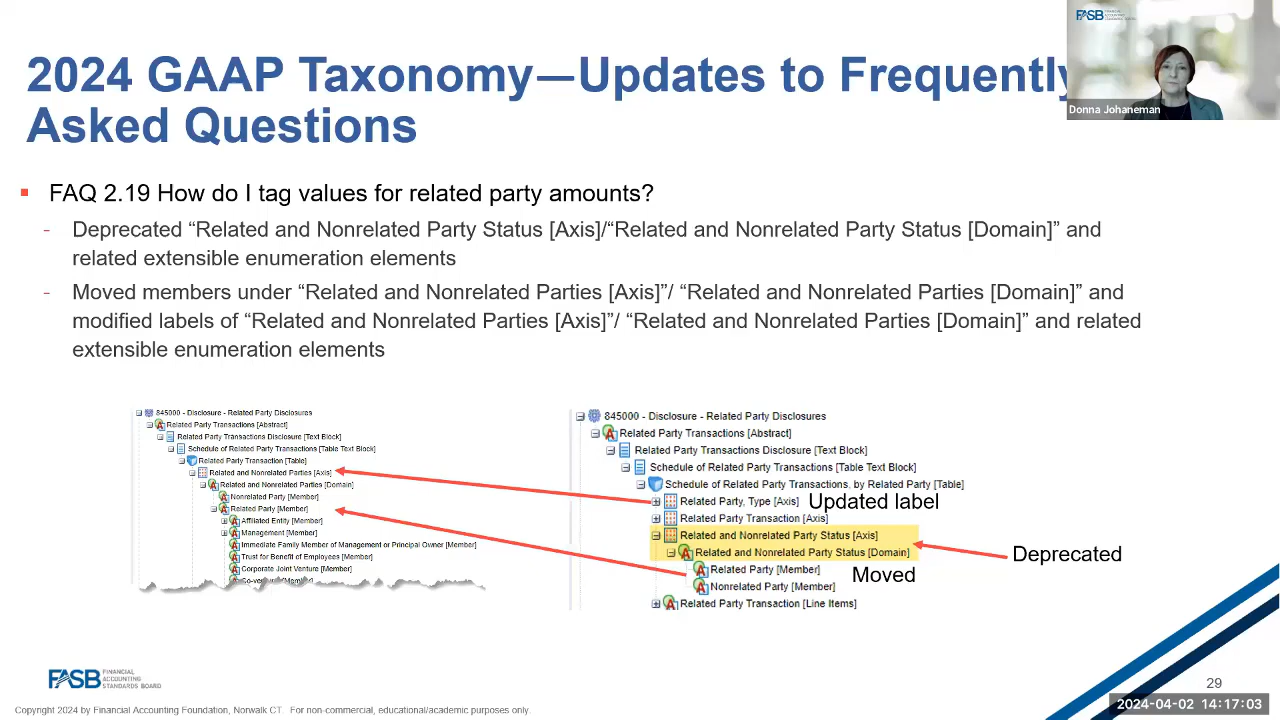 FASB
2024 GAAP Taxonomy—Updates to Frequently
Asked Questions
Donna Johaneman
FAQ 2.19 How do I tag values for related party amounts?
- Deprecated “Related and Nonrelated Party Status [Axis]/“Related and Nonrelated Party Status [Domain]” and
related extensible enumeration elements
- Moved members under “Related and Nonrelated Parties [Axis]”/ “Related and Nonrelated Parties [Domain]” and
modified labels of “Related and Nonrelated Parties [Axis]”/ “Related and Nonrelated Parties [Domain]” and related
extensible enumeration elements
845000 - Disclosure - Related Party Disclosures
Related Party Transactions [Abstract]
Related Party Transactions Disclosure [Text Block]
Schedule of Related Party Transactions [Table Text Block]
Related Party Transaction [Table]
Related and Nonrelated Parties [Axis]
Related and Nonrelated Parties [Domain]
Nonrelated Party [Member]
Related Party [Member]
Affiliated Entity [Member]
Management [Member]
Immediate Family Member of Management or Principal Owner [Member]
Trust for Benefit of Employees [Member]
Corporate Joint Venture [Member]
845000 - Disclosure - Related Party Disclosures
Related Party Transactions [Abstract]
Related Party Transactions Disclosure [Text Block]
Schedule of Related Party Transactions [Table Text Block]
Schedule of Related Party Transactions, by Related Party [Table]
Related Party, Type [Axis] Updated label
Related Party Transaction [Axis]
Related and Nonrelated Party Status [Axis]
Related and Nonrelated Party Status [Domain]
Deprecated
Related Party [Member]
Moved
Nonrelated Party [Member]
Related Party Transaction [Line Items]
FASB FINANCIAL
ACCOUNTING
STANDARDS BOARD
29
2024-04-02 14:17:03
Copyright 2024 by Financial Accounting Foundation, Norwalk CT. For non-commercial, educational/academic purposes only.